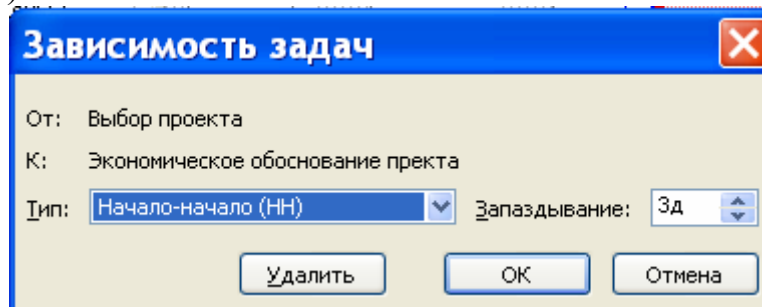 Зависимость задач
От: Выбор проекта
К: Экономическое обоснование пректа
Тип: Начало-начало (НН) Запаздывание: 3д
Удалить ОК Отмена